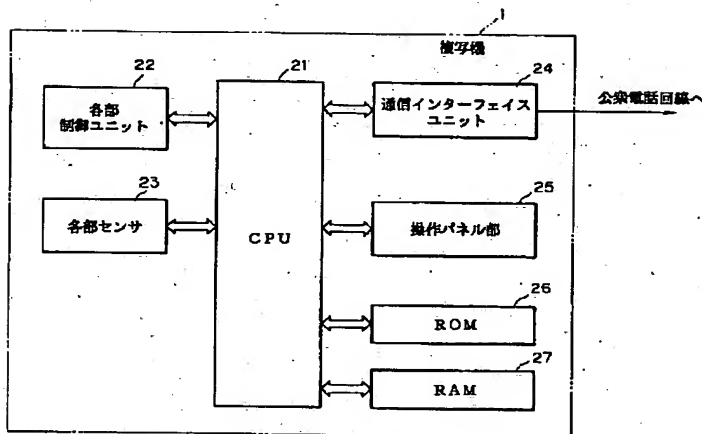 1
複写機
22
各部
制御ユニット
23
各部センサ
21
CPU
24
通信インターフェイス
ユニット
公衆電話回線へ
25
操作パネル部
26
ROM
27
RAM